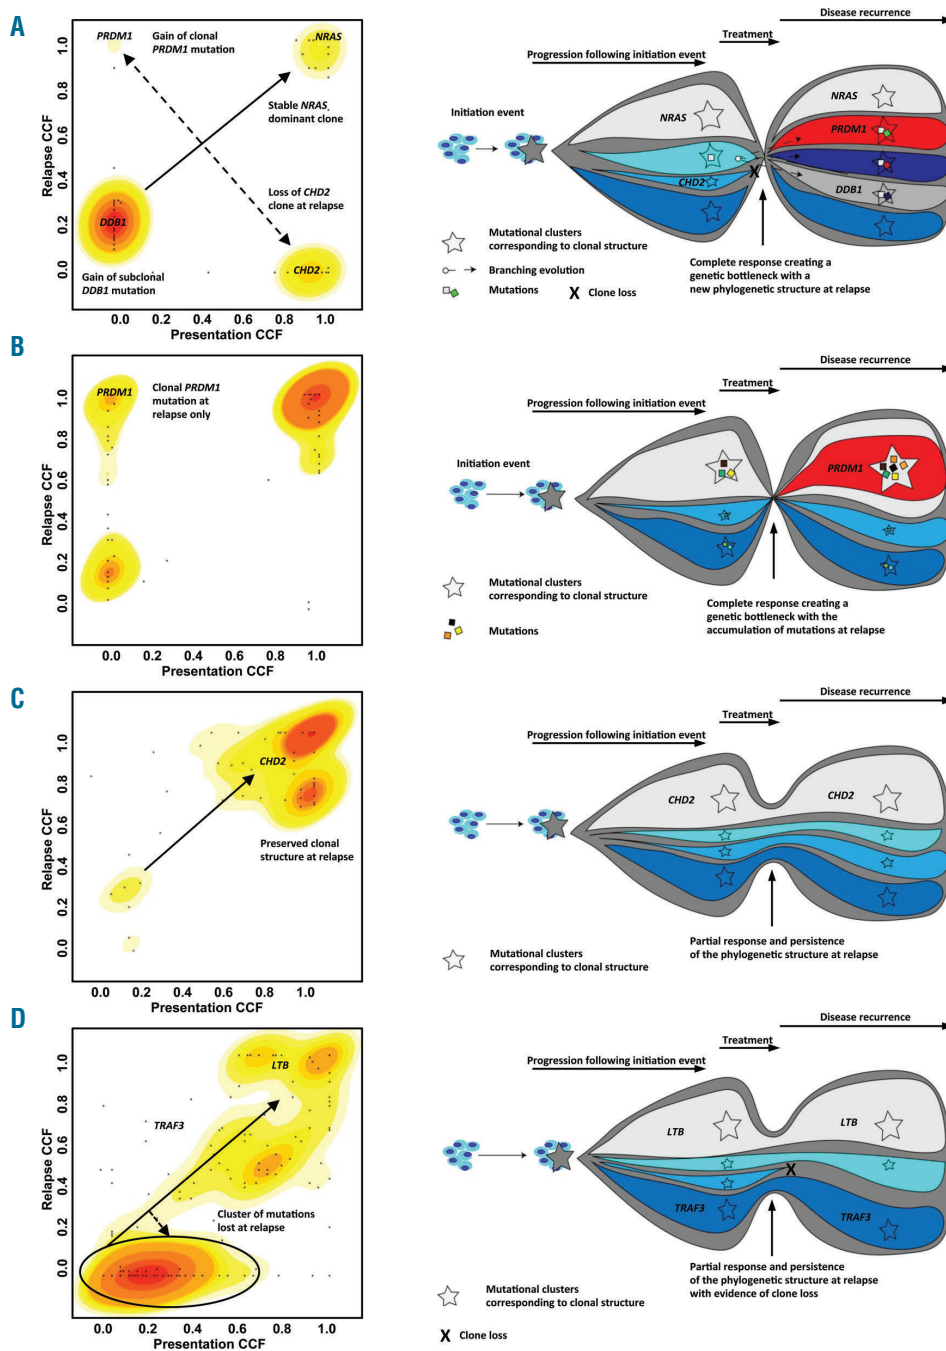 A
Relapse CCF
1.0
0.8
0.6
0.4
0.2
0.0
PRDM1
Gain of clonal
PRDM1 mutation
NRAS
Stable NRAS
dominant clone
Loss of CHD2
clone at relapse
DDB1
CHD2
Gain of subclonal
DDB1 mutation
0.0 0.2 0.4 0.6 0.8 1.0
Presentation CCF
Disease recurrence
Treatment
Progression following initiation event
Initiation event
NRAS
CHD2
NRAS
PRDM1
DDB1
X
Mutational clusters
corresponding to clonal structure
Branching evolution
Mutations
X Clone loss
Complete response creating a
genetic bottleneck with a
new phylogenetic structure at relapse
B
Relapse CCF
1.0
0.8
0.6
0.4
0.2
0.0
PRDM1
Clonal PRDM1
mutation at
relapse only
0.0 0.2 0.4 0.6 0.8 1.0
Presentation CCF
Disease recurrence
Treatment
Progression following initiation event
Initiation event
PRDM1
Mutational clusters
corresponding to clonal structure
Mutations
Complete response creating a
genetic bottleneck with the
accumulation of mutations at relapse
C
Relapse CCF
1.0
0.8
0.6
0.4
0.2
0.0
CHD2
Preserved clonal
structure at relapse
0.0 0.2 0.4 0.6 0.8 1.0
Presentation CCF
Disease recurrence
Treatment
Progression following initiation event
CHD2
CHD2
Mutational clusters
corresponding to clonal structure
Partial response and persistence
of the phylogenetic structure at relapse
D
Relapse CCF
1.0
0.8
0.6
0.4
0.2
0.0
LTB
TRAF3
Cluster of mutations
lost at relapse
0.0 0.2 0.4 0.6 0.8 1.0
Presentation CCF
Disease recurrence
Treatment
Progression following initiation event
LTB
LTB
X
TRAF3
TRAF3
Mutational clusters
corresponding to clonal structure
X Clone loss
Partial response and persistence
of the phylogenetic structure at relapse
with evidence of clone loss